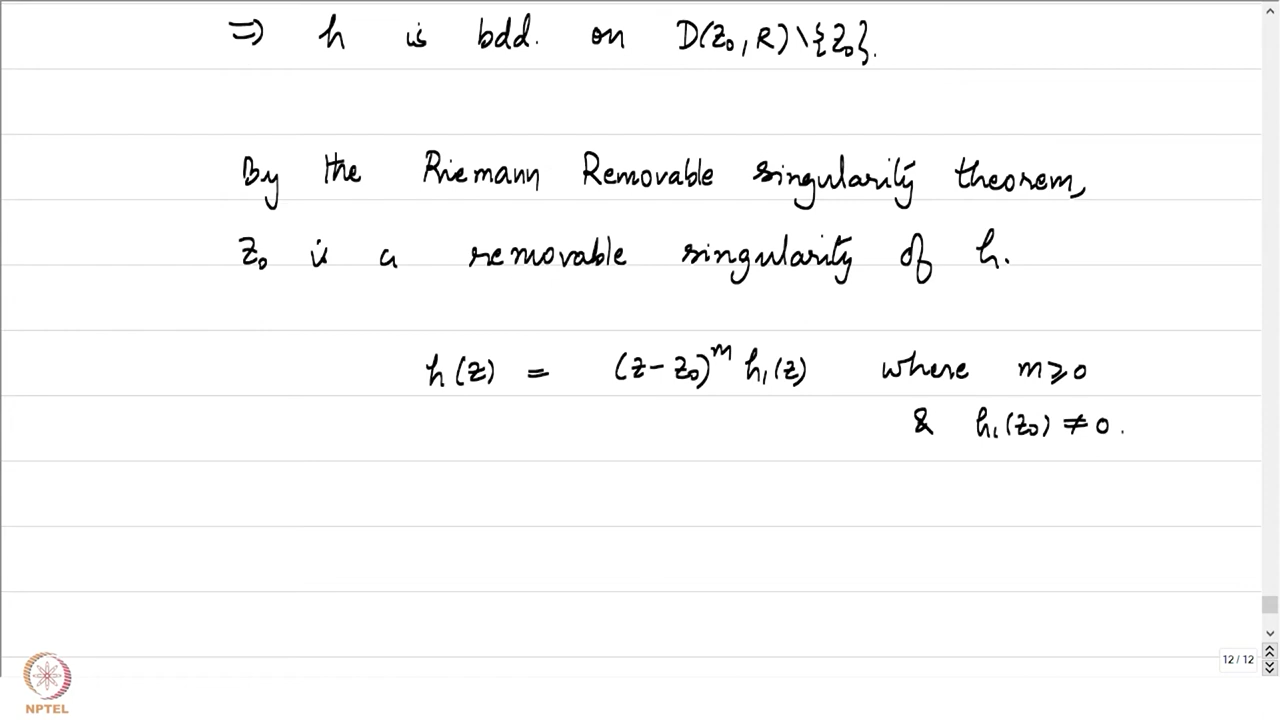 ⇒ h is bdd. on D(z₀, R)\{z₀}.
By the Riemann Removable singularity theorem,
z₀ is a removable singularity of h.
h(z) = (z-z₀)ᵐ h₁(z) where m ⩾ 0
& h₁(z₀) ≠ 0.
12 / 12
NPTEL